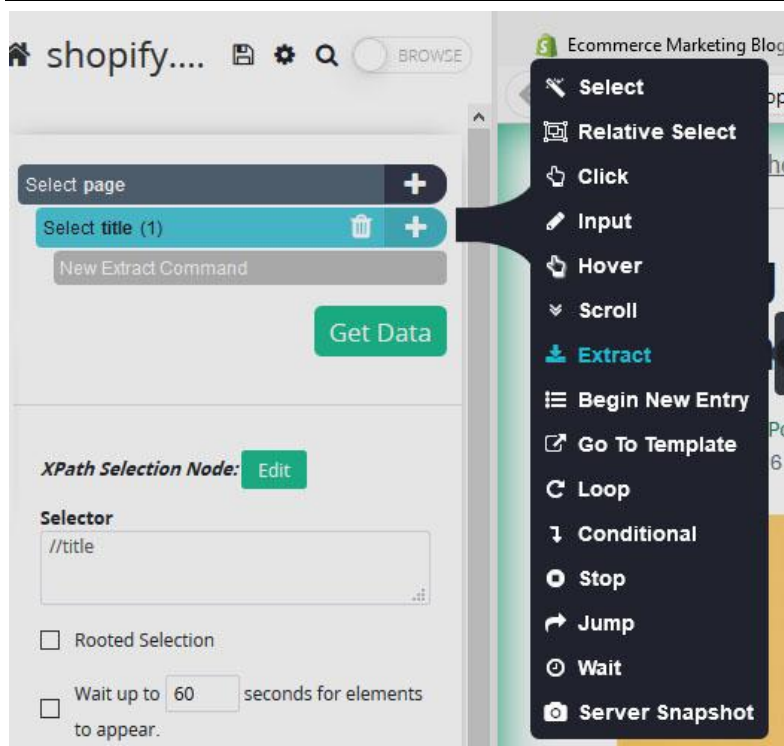 shopify....
BROWSE
Select page
Select title (1)
New Extract Command
Get Data
XPath Selection Node: Edit
Selector
//title
Rooted Selection
Wait up to 60 seconds for elements
to appear.
Ecommerce Marketing Blog
Select
Relative Select
Click
Input
Hover
Scroll
Extract
Begin New Entry
Go To Template
Loop
Conditional
Stop
Jump
Wait
Server Snapshot